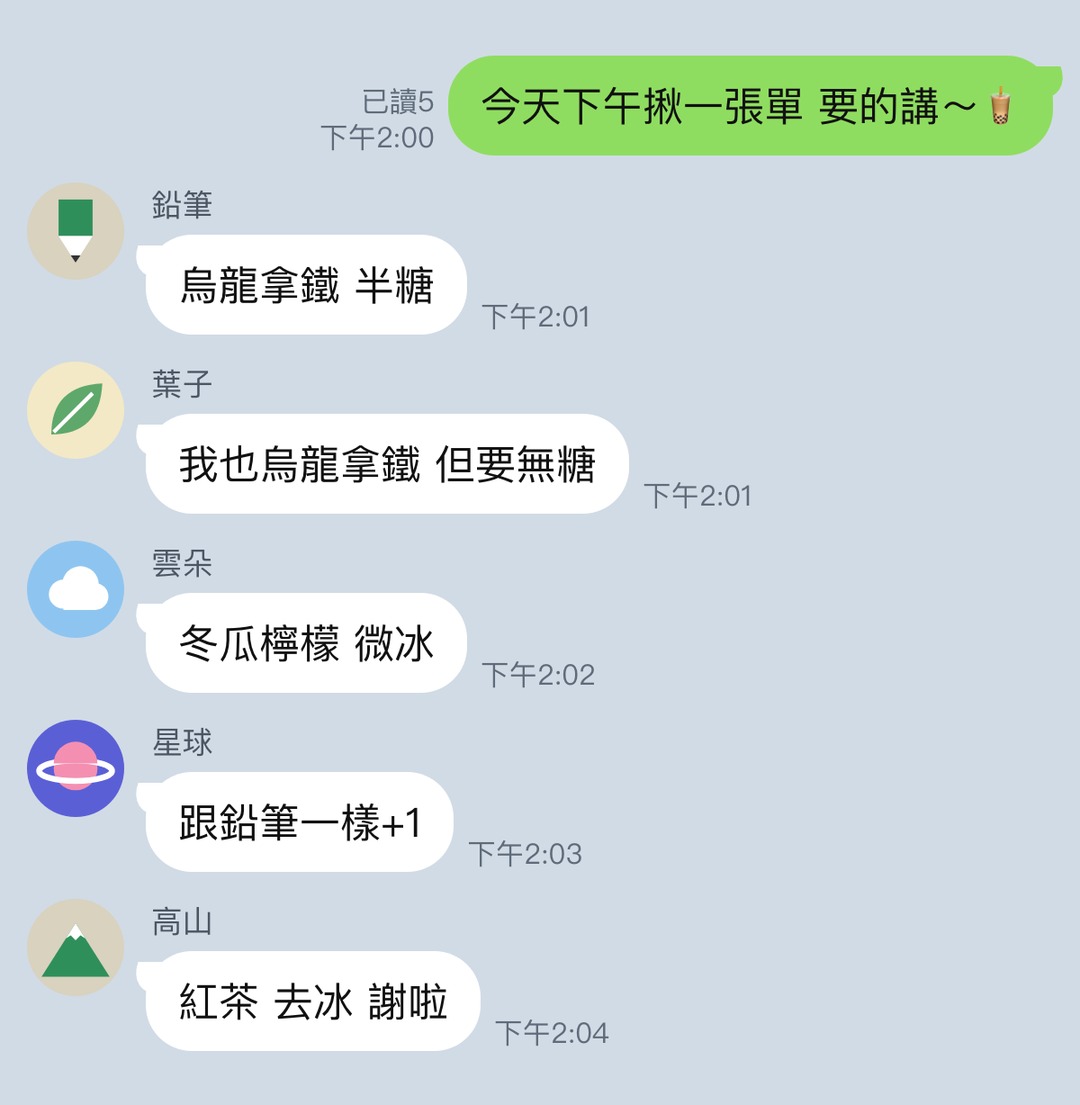 今天下午揪一張單 要的講～🧋
已讀5
下午2:00
鉛筆
烏龍拿鐵 半糖
下午2:01
葉子
我也烏龍拿鐵 但要無糖
下午2:01
雲朵
冬瓜檸檬 微冰
下午2:02
星球
跟鉛筆一樣+1
下午2:03
高山
紅茶 去冰 謝啦
下午2:04